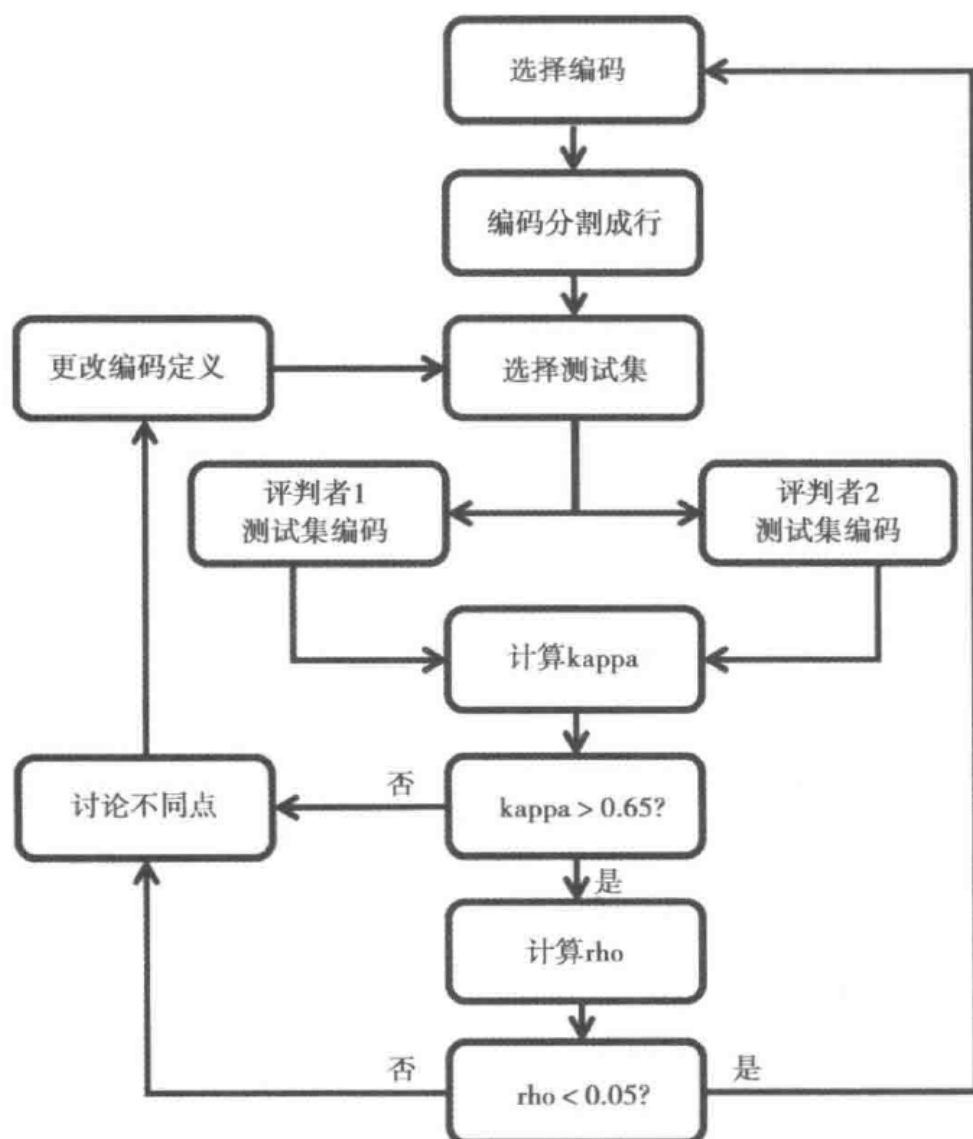 选择编码
编码分割成行
更改编码定义
选择测试集
评判者1
测试集编码
评判者2
测试集编码
计算kappa
讨论不同点
否
kappa > 0.65?
是
计算rho
否
rho < 0.05?
是